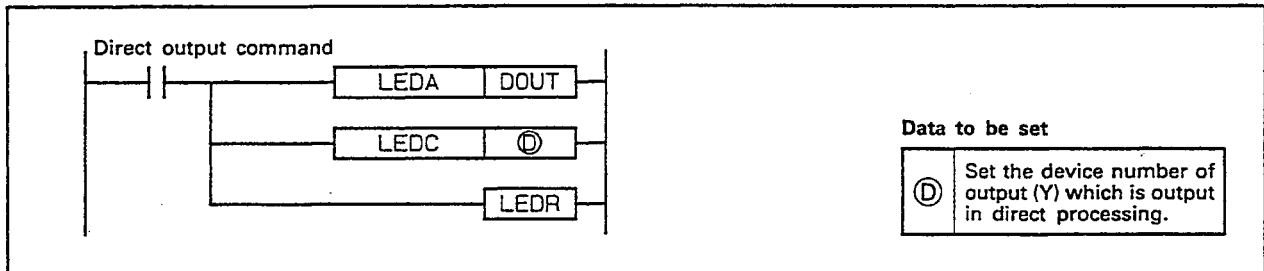 Direct output command
LEDA DOUT
LEDC Ⓓ
LEDR
Data to be set
Ⓓ Set the device number of
output (Y) which is output
in direct processing.